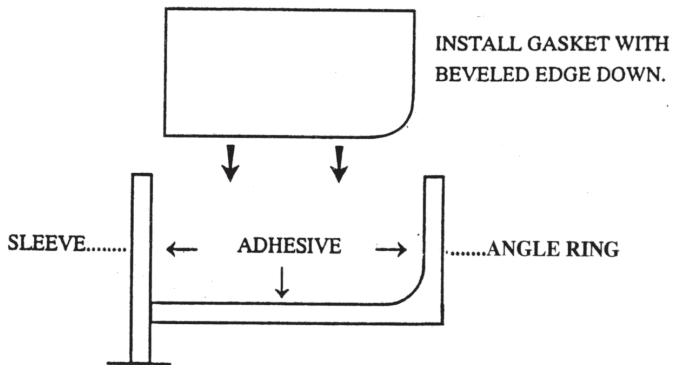 INSTALL GASKET WITH
BEVELED EDGE DOWN.
SLEEVE........ ADHESIVE .......ANGLE RING